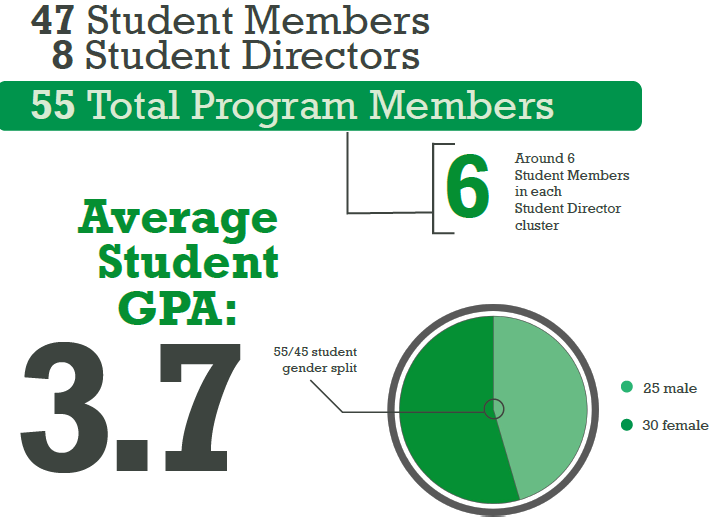 47 Student Members
8 Student Directors
55 Total Program Members
6
Around 6
Student Members
in each
Student Director
cluster
Average
Student
GPA:
3.7
55/45 student
gender split
25 male
30 female